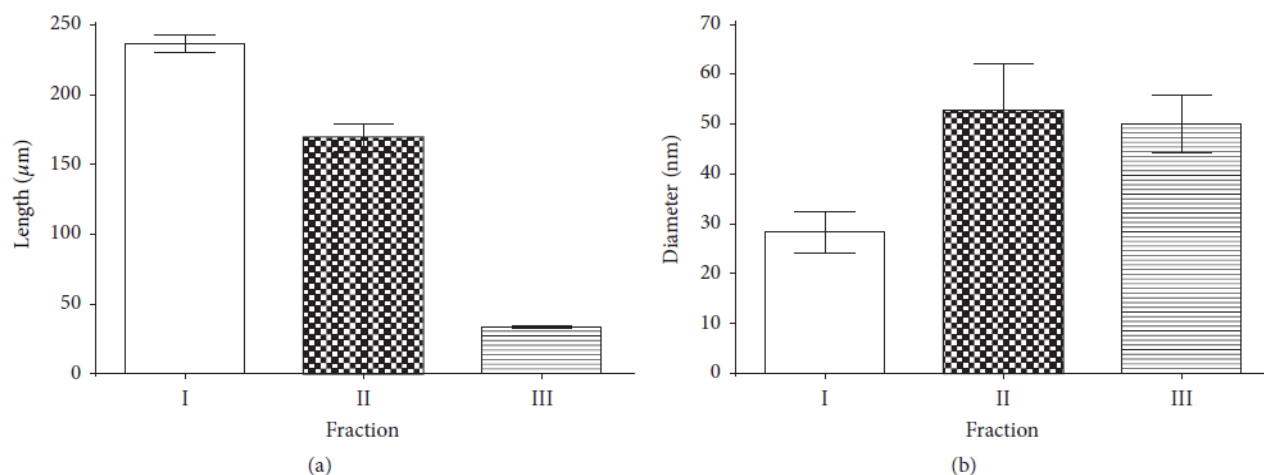 250
200
150
100
50
0
Length (μm)
I II III
Fraction
(a)
70
60
50
40
30
20
10
0
Diameter (nm)
I II III
Fraction
(b)